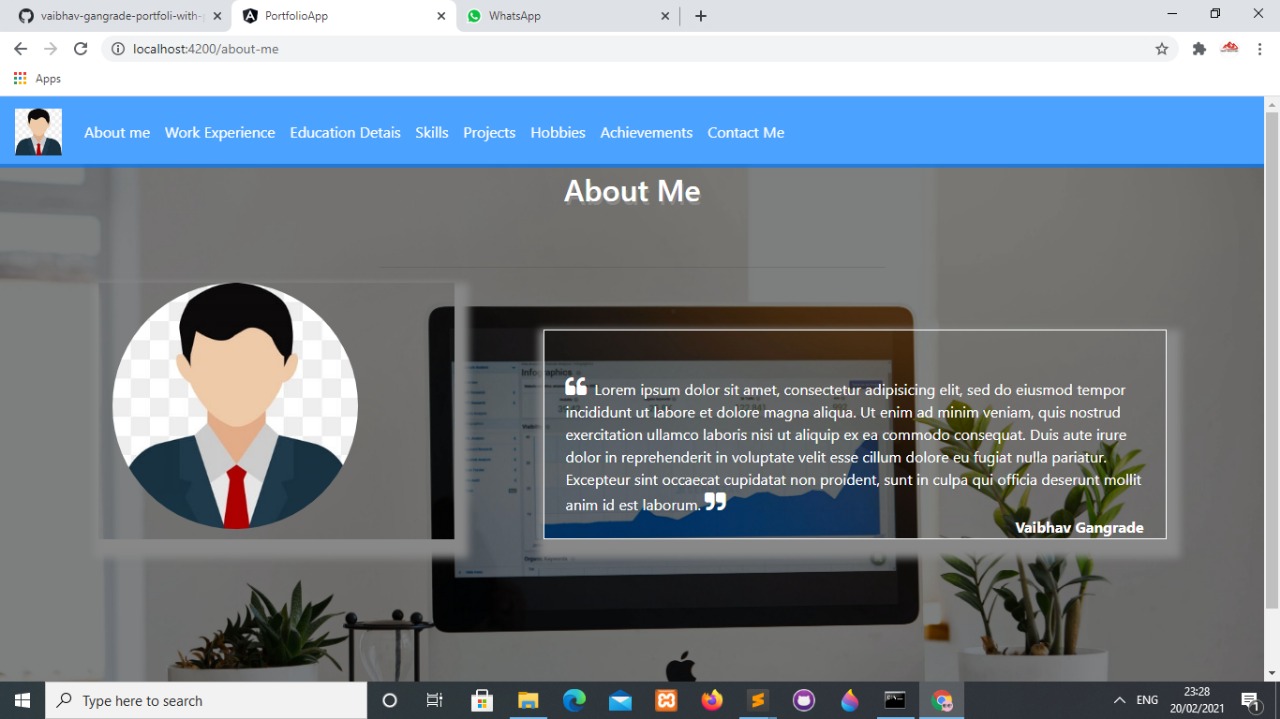 vaibhav-gangrade-portfoli-with-
PortfolioApp
WhatsApp
localhost:4200/about-me
Apps
About me Work Experience Education Detais Skills Projects Hobbies Achievements Contact Me
About Me
Infographics
“ Lorem ipsum dolor sit amet, consectetur adipisicing elit, sed do eiusmod tempor
incididunt ut labore et dolore magna aliqua. Ut enim ad minim veniam, quis nostrud
exercitation ullamco laboris nisi ut aliquip ex ea commodo consequat. Duis aute irure
dolor in reprehenderit in voluptate velit esse cillum dolore eu fugiat nulla pariatur.
Excepteur sint occaecat cupidatat non proident, sunt in culpa qui officia deserunt mollit
anim id est laborum. ”
Vaibhav Gangrade
Type here to search
ENG
23:28
20/02/2021
1